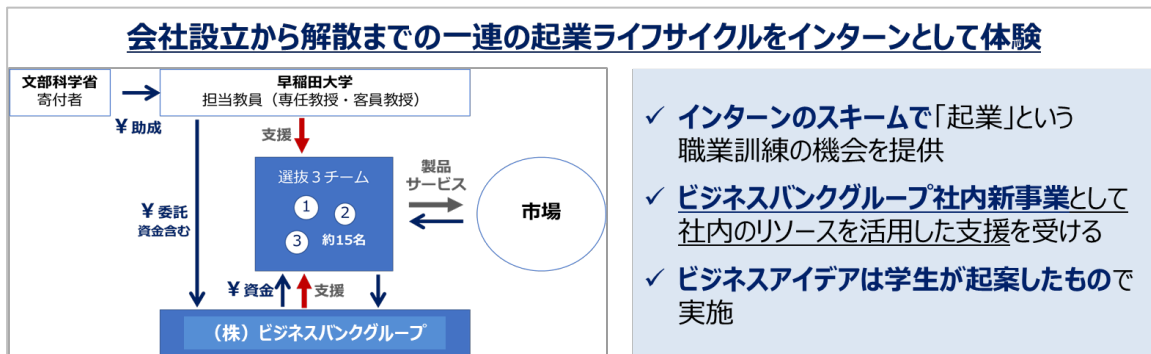 会社設立から解散までの一連の起業ライフサイクルをインターンとして体験
文部科学省
寄付者
早稲田大学
担当教員（専任教授・客員教授）
¥ 助成
支援
選抜３チーム
1
2
3
約15名
製品
サービス
市場
¥ 委託
資金含む
¥ 資金
支援
（株）ビジネスバンクグループ
✓ インターンのスキームで「起業」という
職業訓練の機会を提供
✓ ビジネスバンクグループ社内新事業として
社内のリソースを活用した支援を受ける
✓ ビジネスアイデアは学生が起案したもので
実施